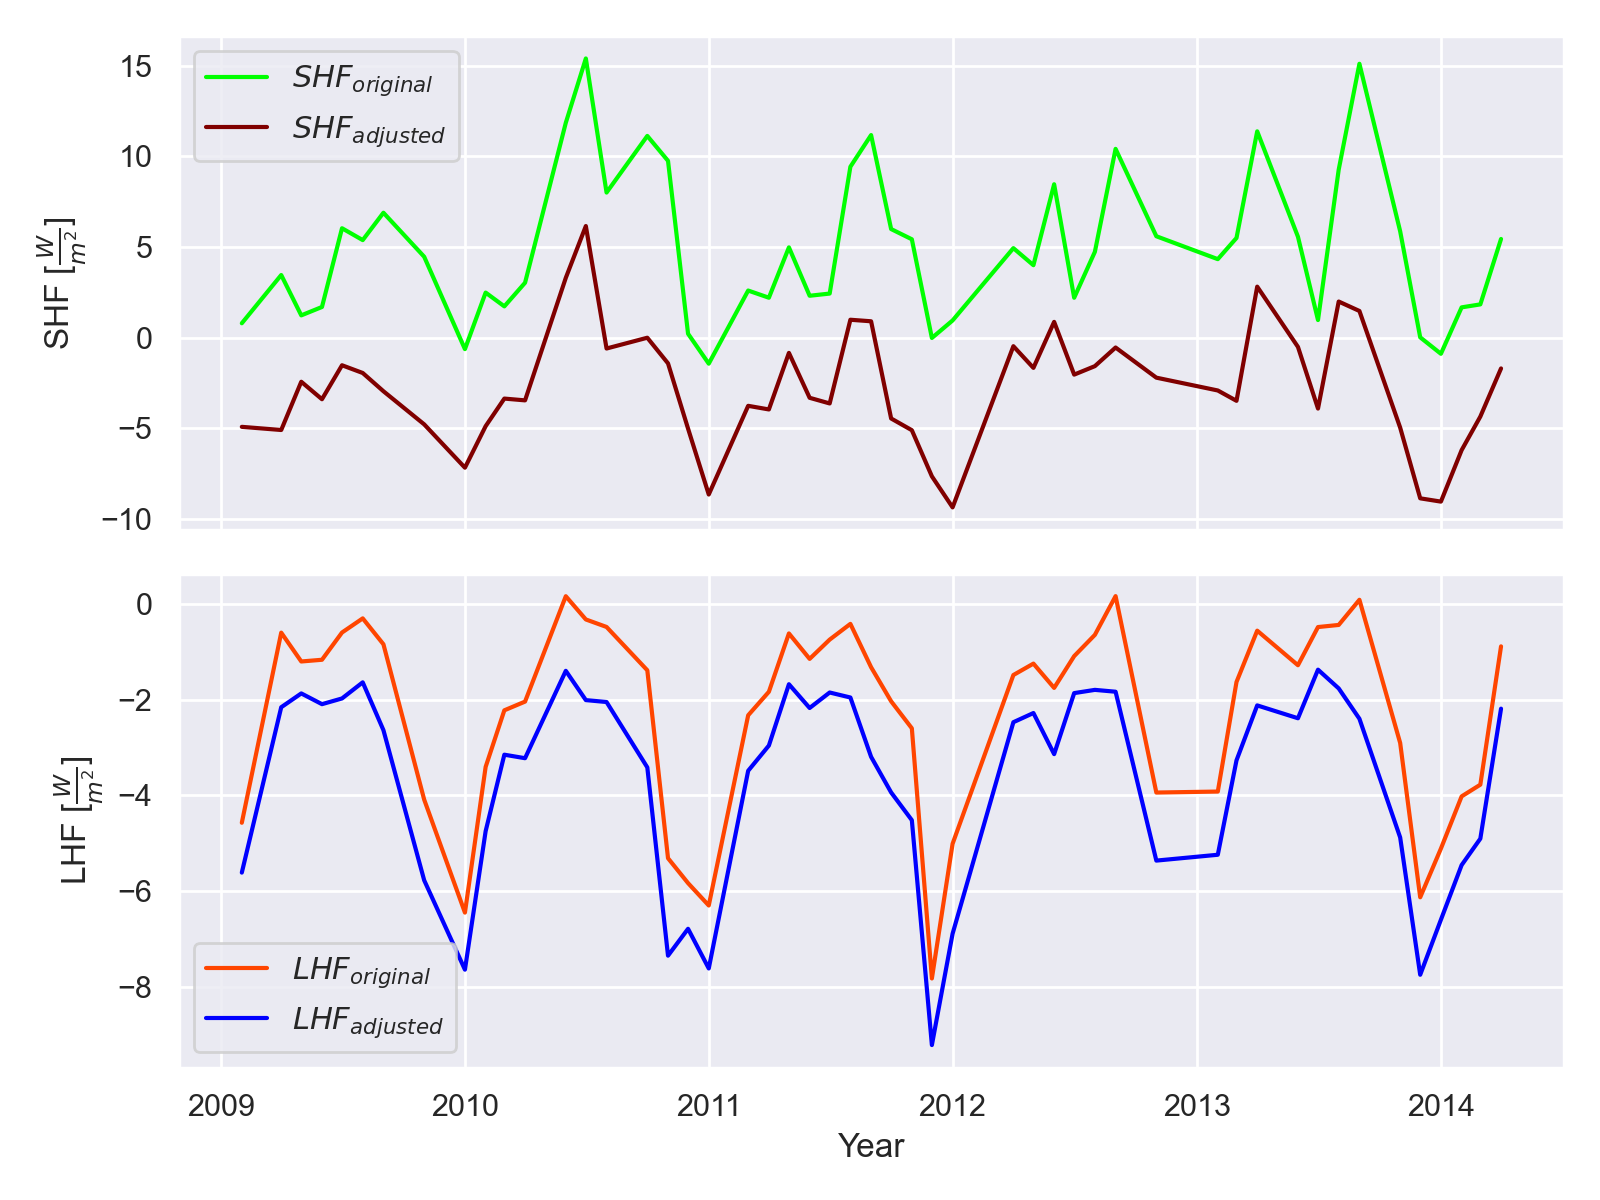 15
10
5
0
−5
−10
SHF [W/m²]
SHF_original
SHF_adjusted
0
−2
−4
−6
−8
LHF [W/m²]
LHF_original
LHF_adjusted
2009 2010 2011 2012 2013 2014
Year